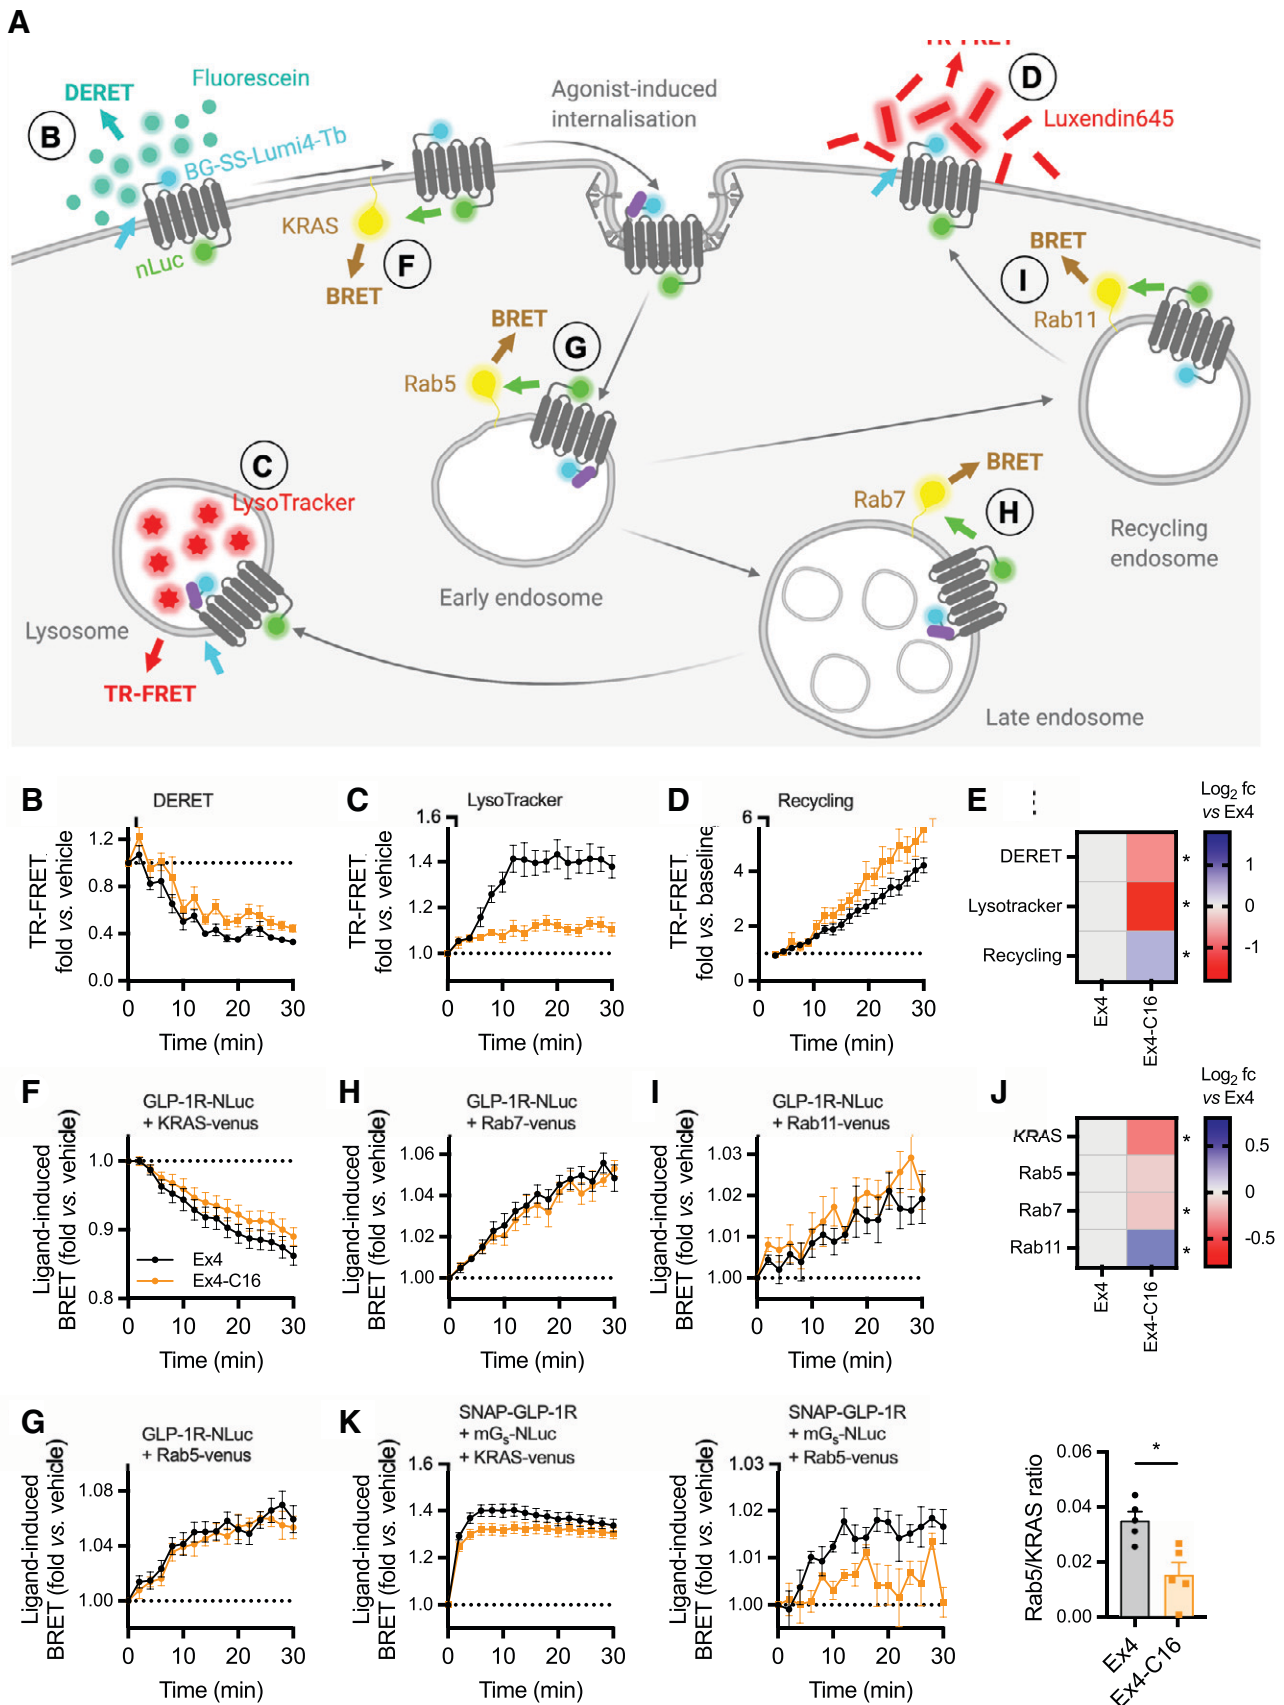 A
TR-FRET
Fluorescein
DERET
B
BG-SS-Lumi4-Tb
nLuc
KRAS
F
BRET
Agonist-induced
internalisation
D
Luxendin645
BRET
I
Rab11
BRET
G
Rab5
C
LysoTracker
Lysosome
TR-FRET
Early endosome
BRET
Rab7
H
Recycling
endosome
Late endosome
B
DERET
TR-FRET
fold vs. vehicle
1.2
0.8
0.4
0.0
0 10 20 30
Time (min)
C
LysoTracker
TR-FRET
fold vs. vehicle
1.6
1.4
1.2
1.0
0 10 20 30
Time (min)
D
Recycling
TR-FRET
fold vs. baseline
6
4
2
0
0 10 20 30
Time (min)
E
Log2 fc
vs Ex4
DERET *
Lysotracker *
Recycling *
1
0
-1
Ex4
Ex4-C16
F
GLP-1R-NLuc
+ KRAS-venus
Ligand-induced
BRET (fold vs. vehicle)
1.0
0.9
0.8
Ex4
Ex4-C16
0 10 20 30
Time (min)
H
GLP-1R-NLuc
+ Rab7-venus
Ligand-induced
BRET (fold vs. vehicle)
1.06
1.04
1.02
1.00
0 10 20 30
Time (min)
I
GLP-1R-NLuc
+ Rab11-venus
Ligand-induced
BRET (fold vs. vehicle)
1.03
1.02
1.01
1.00
0 10 20 30
Time (min)
J
Log2 fc
vs Ex4
KRAS *
Rab5
Rab7 *
Rab11 *
0.5
0
-0.5
Ex4
Ex4-C16
G
GLP-1R-NLuc
+ Rab5-venus
Ligand-induced
BRET (fold vs. vehicle)
1.08
1.04
1.00
0 10 20 30
Time (min)
K
SNAP-GLP-1R
+ mGs-NLuc
+ KRAS-venus
Ligand-induced
BRET (fold vs. vehicle)
1.6
1.4
1.2
1.0
0 10 20 30
Time (min)
SNAP-GLP-1R
+ mGs-NLuc
+ Rab5-venus
Ligand-induced
BRET (fold vs. vehicle)
1.03
1.02
1.01
1.00
0 10 20 30
Time (min)
Rab5/KRAS ratio
0.06
0.04
0.02
0.00
*
Ex4
Ex4-C16